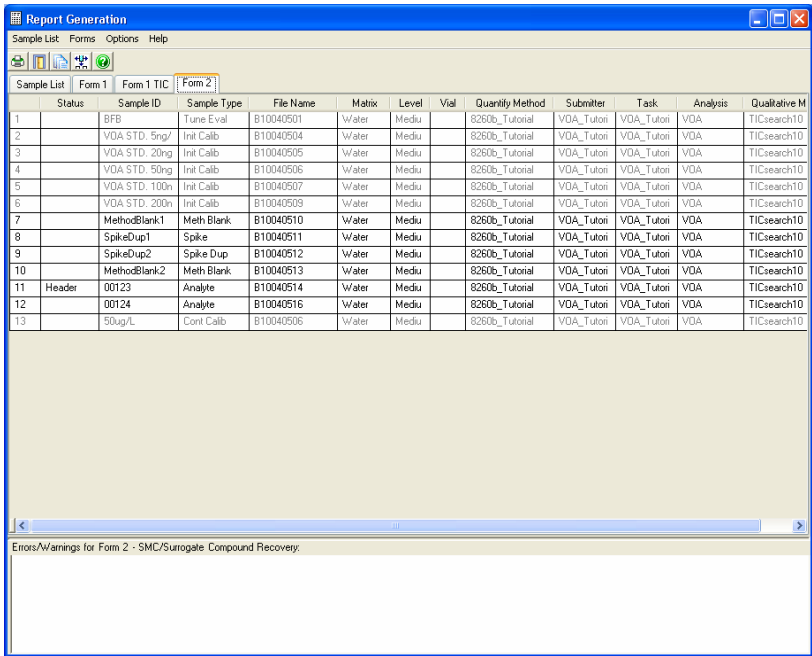 Report Generation
Sample List Forms Options Help
Sample List Form 1 Form 1 TIC Form 2
Status Sample ID Sample Type File Name Matrix Level Vial Quantify Method Submitter Task Analysis Qualitative M
1 BFB Tune Eval B10040501 Water Mediu 8260b_Tutorial VOA_Tutori VOA_Tutori VOA TICsearch10
2 VOA STD. 5ng/ Init Calib B10040504 Water Mediu 8260b_Tutorial VOA_Tutori VOA_Tutori VOA TICsearch10
3 VOA STD. 20ng Init Calib B10040505 Water Mediu 8260b_Tutorial VOA_Tutori VOA_Tutori VOA TICsearch10
4 VOA STD. 50ng Init Calib B10040506 Water Mediu 8260b_Tutorial VOA_Tutori VOA_Tutori VOA TICsearch10
5 VOA STD. 100n Init Calib B10040507 Water Mediu 8260b_Tutorial VOA_Tutori VOA_Tutori VOA TICsearch10
6 VOA STD. 200n Init Calib B10040509 Water Mediu 8260b_Tutorial VOA_Tutori VOA_Tutori VOA TICsearch10
7 MethodBlank1 Meth Blank B10040510 Water Mediu 8260b_Tutorial VOA_Tutori VOA_Tutori VOA TICsearch10
8 SpikeDup1 Spike B10040511 Water Mediu 8260b_Tutorial VOA_Tutori VOA_Tutori VOA TICsearch10
9 SpikeDup2 Spike Dup B10040512 Water Mediu 8260b_Tutorial VOA_Tutori VOA_Tutori VOA TICsearch10
10 MethodBlank2 Meth Blank B10040513 Water Mediu 8260b_Tutorial VOA_Tutori VOA_Tutori VOA TICsearch10
11 Header 00123 Analyte B10040514 Water Mediu 8260b_Tutorial VOA_Tutori VOA_Tutori VOA TICsearch10
12 00124 Analyte B10040516 Water Mediu 8260b_Tutorial VOA_Tutori VOA_Tutori VOA TICsearch10
13 50ug/L Cont Calib B10040506 Water Mediu 8260b_Tutorial VOA_Tutori VOA_Tutori VOA TICsearch10
Errors/Warnings for Form 2 - SMC/Surrogate Compound Recovery: